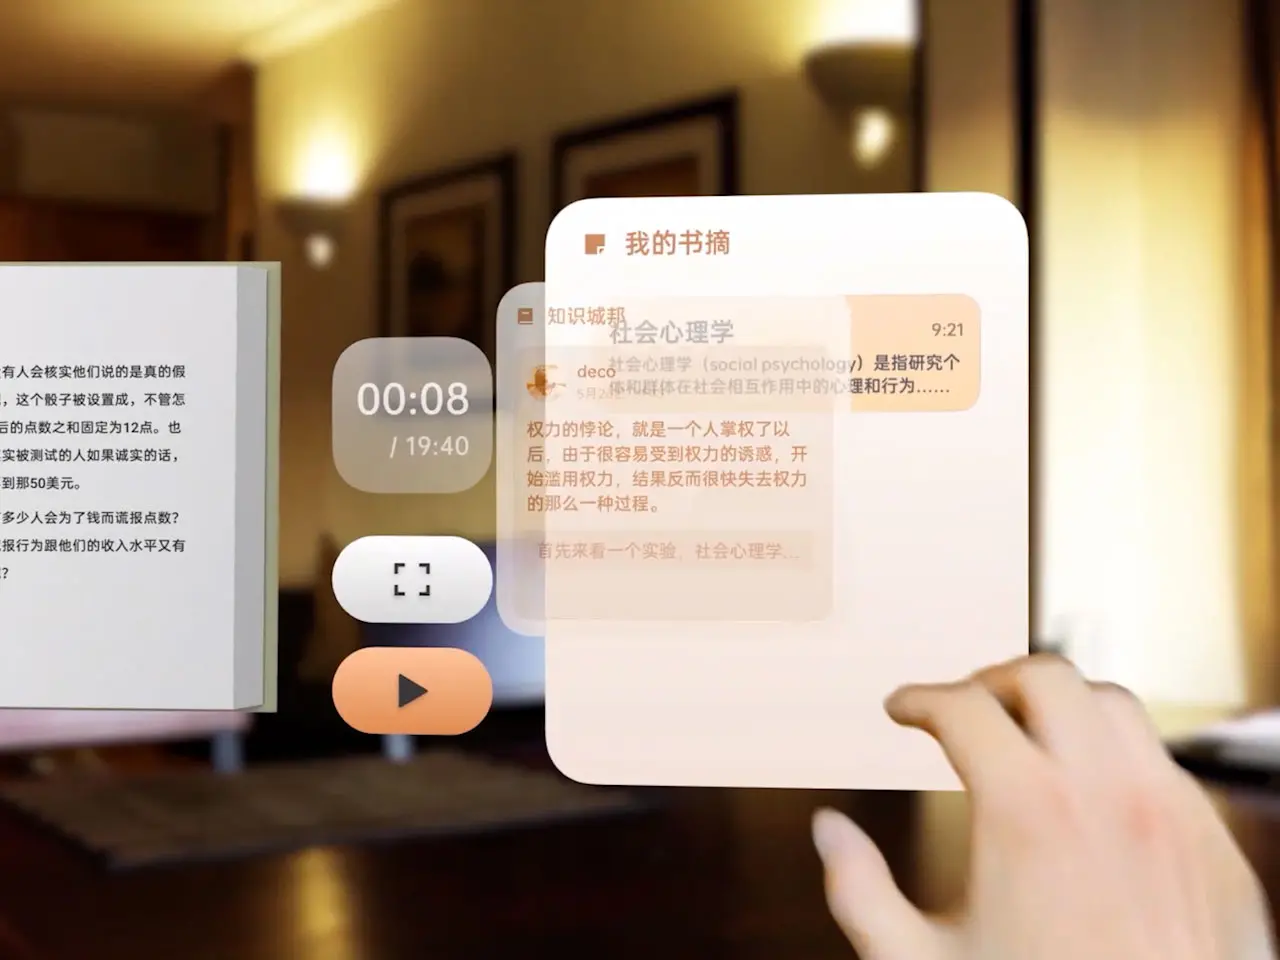 有人会核实他们说的是真的假
，这个骰子被设置成，不管怎
后的点数之和固定为12点。也
实被测试的人如果诚实的话，
到那50美元。
多少人会为了钱而谎报点数？
报行为跟他们的收入水平又有
？
00:08
/ 19:40
我的书摘
社会心理学
9:21
社会心理学（social psychology）是指研究个
体和群体在社会相互作用中的心理和行为……
知识城邦
deco
权力的悖论，就是一个人掌权了以
后，由于很容易受到权力的诱惑，开
始滥用权力，结果反而很快失去权力
的那么一种过程。
首先来看一个实验，社会心理学...